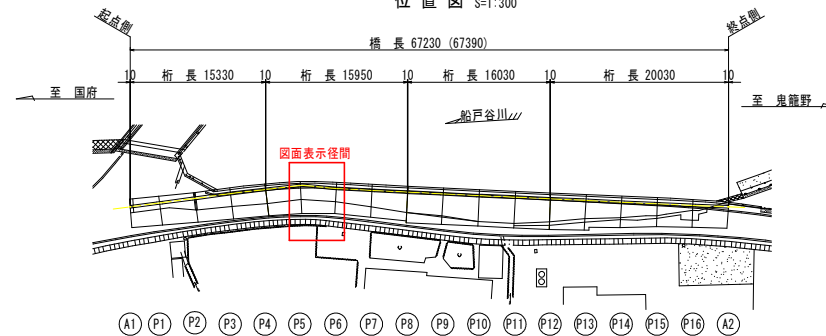 位 置 図 S=1:300
起点側
終点側
橋 長 67230 (67390)
10 桁 長 15330 10 桁 長 15950 10 桁 長 16030 10 桁 長 20030 10
至 国府
船戸谷川
至 鬼籠野
図面表示径間
A1 P1 P2 P3 P4 P5 P6 P7 P8 P9 P10 P11 P12 P13 P14 P15 P16 A2